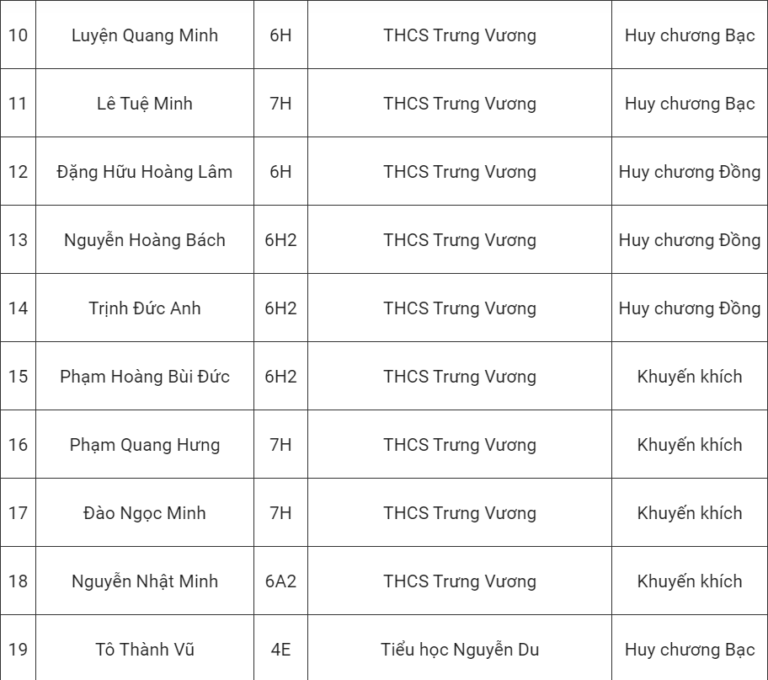 10 Luyện Quang Minh 6H THCS Trưng Vương Huy chương Bạc
11 Lê Tuệ Minh 7H THCS Trưng Vương Huy chương Bạc
12 Đặng Hữu Hoàng Lâm 6H THCS Trưng Vương Huy chương Đồng
13 Nguyễn Hoàng Bách 6H2 THCS Trưng Vương Huy chương Đồng
14 Trịnh Đức Anh 6H2 THCS Trưng Vương Huy chương Đồng
15 Phạm Hoàng Bùi Đức 6H2 THCS Trưng Vương Khuyến khích
16 Phạm Quang Hưng 7H THCS Trưng Vương Khuyến khích
17 Đào Ngọc Minh 7H THCS Trưng Vương Khuyến khích
18 Nguyễn Nhật Minh 6A2 THCS Trưng Vương Khuyến khích
19 Tô Thành Vũ 4E Tiểu học Nguyễn Du Huy chương Bạc